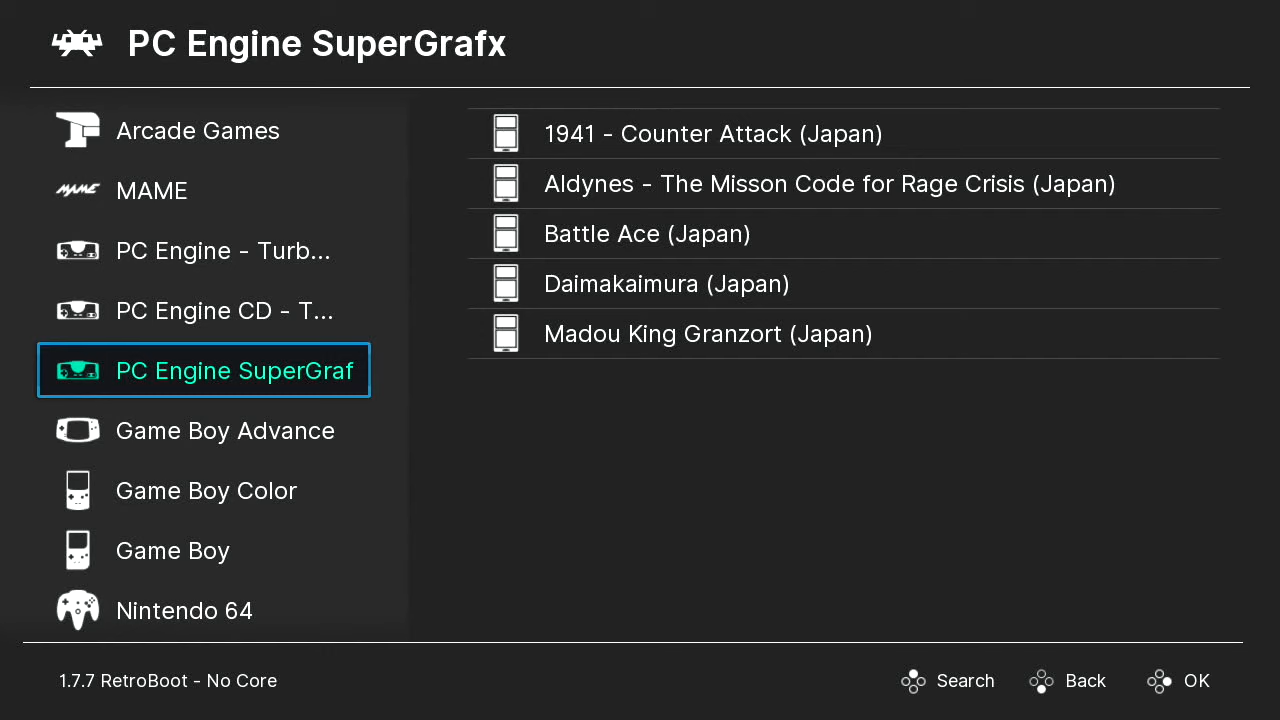 PC Engine SuperGrafx
Arcade Games
MAME
PC Engine - Turb...
PC Engine CD - T...
PC Engine SuperGraf
Game Boy Advance
Game Boy Color
Game Boy
Nintendo 64
1941 - Counter Attack (Japan)
Aldynes - The Misson Code for Rage Crisis (Japan)
Battle Ace (Japan)
Daimakaimura (Japan)
Madou King Granzort (Japan)
1.7.7 RetroBoot - No Core
Search
Back
OK